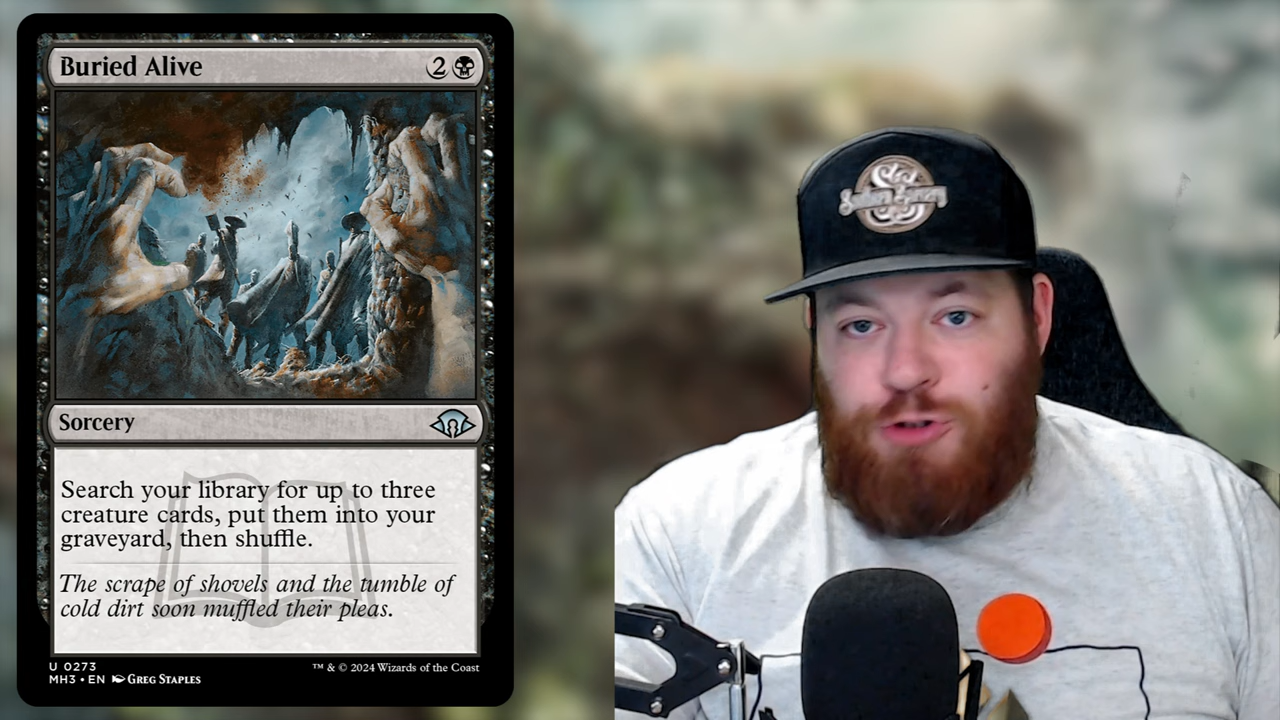 Buried Alive
2
Sorcery
Search your library for up to three
creature cards, put them into your
graveyard, then shuffle.
The scrape of shovels and the tumble of
cold dirt soon muffled their pleas.
U 0273
MH3 • EN GREG STAPLES
™ & © 2024 Wizards of the Coast